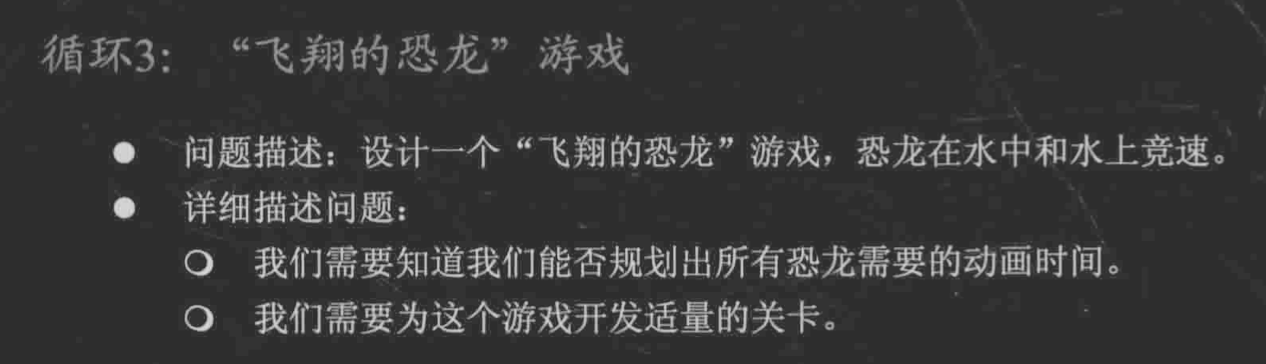 循环3：“飞翔的恐龙”游戏
● 问题描述：设计一个“飞翔的恐龙”游戏，恐龙在水中和水上竞速。
● 详细描述问题：
○ 我们需要知道我们能否规划出所有恐龙需要的动画时间。
○ 我们需要为这个游戏开发适量的关卡。